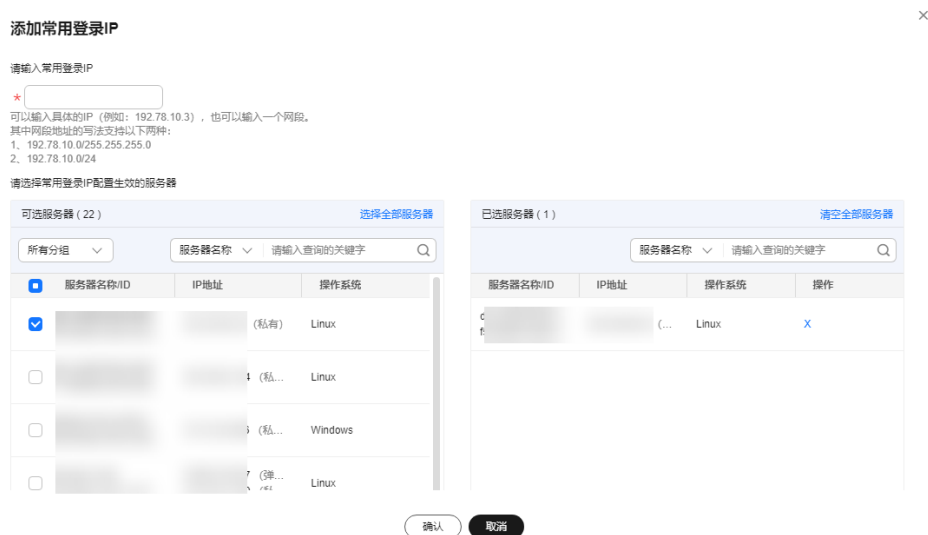 添加常用登录IP
请输入常用登录IP
*
可以输入具体的IP（例如：192.78.10.3），也可以输入一个网段。
其中网段地址的写法支持以下两种：
1、192.78.10.0/255.255.255.0
2、192.78.10.0/24
请选择常用登录IP配置生效的服务器
可选服务器 ( 22 ) 选择全部服务器
所有分组 服务器名称 请输入查询的关键字
服务器名称/ID IP地址 操作系统
(私有) Linux
4 (私... Linux
(私... Windows
7 (弹... Linux
已选服务器 ( 1 ) 清空全部服务器
服务器名称 请输入查询的关键字
服务器名称/ID IP地址 操作系统 操作
(... Linux X
确认 取消